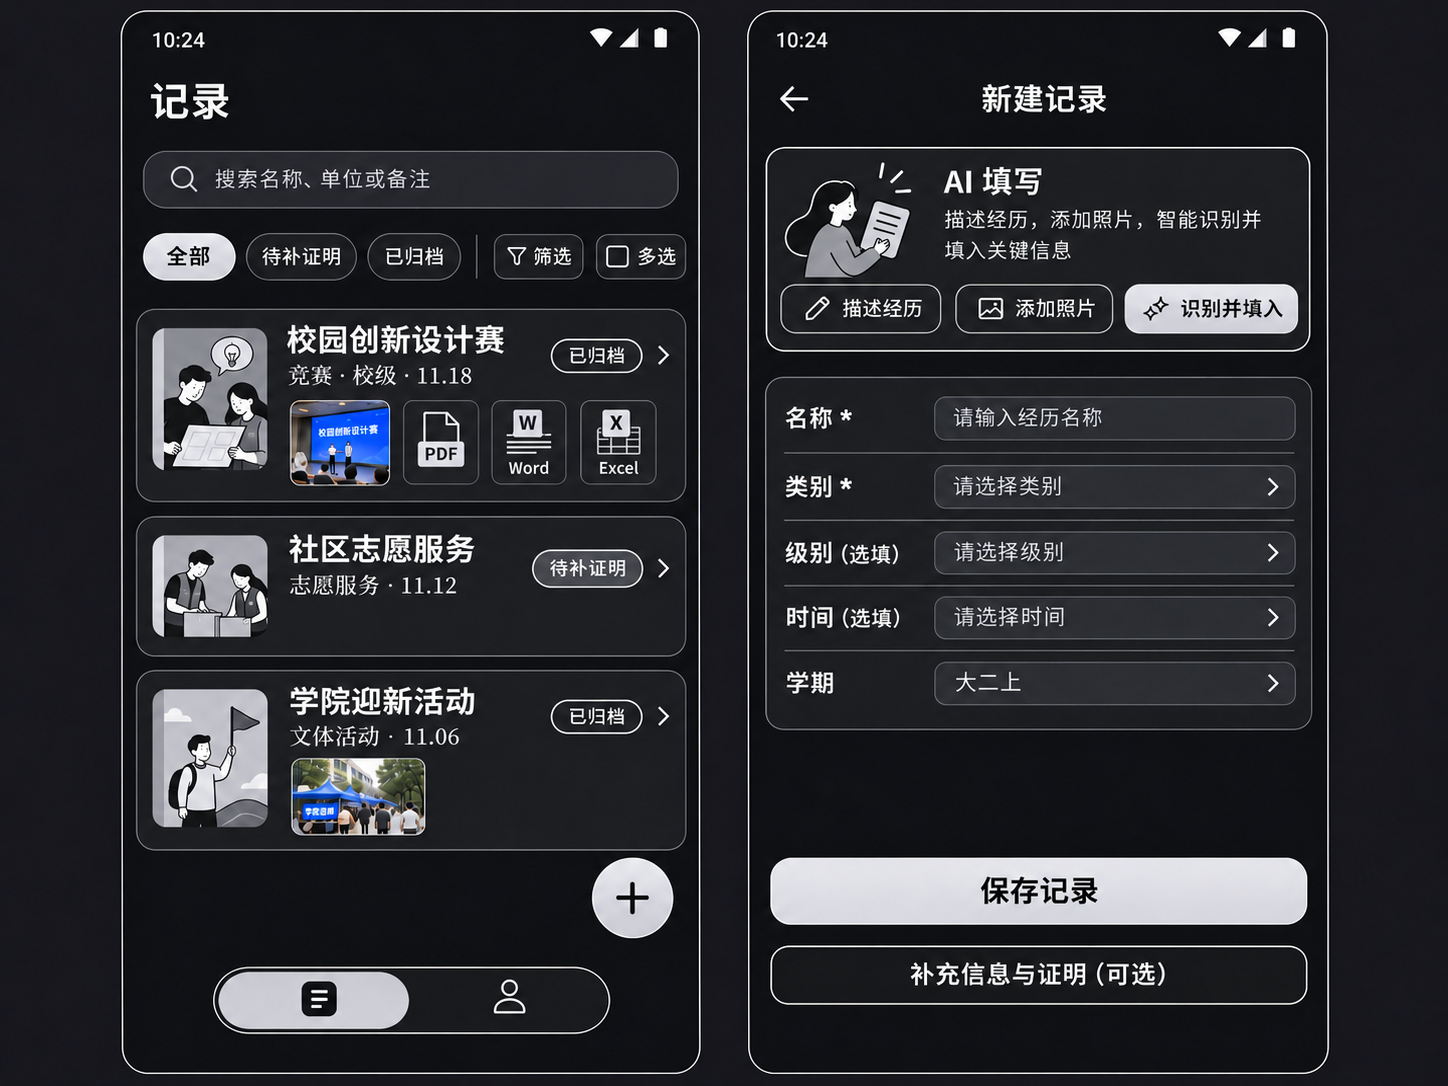 10:24
记录
搜索名称、单位或备注
全部
待补证明
已归档
筛选
多选
校园创新设计赛
已归档
竞赛 · 校级 · 11.18
校园创新设计赛
PDF
W
Word
X
Excel
社区志愿服务
待补证明
志愿服务 · 11.12
学院迎新活动
已归档
文体活动 · 11.06
10:24
新建记录
AI 填写
描述经历，添加照片，智能识别并
填入关键信息
描述经历
添加照片
识别并填入
名称 *
请输入经历名称
类别 *
请选择类别
级别 (选填)
请选择级别
时间 (选填)
请选择时间
学期
大二上
保存记录
补充信息与证明 (可选)